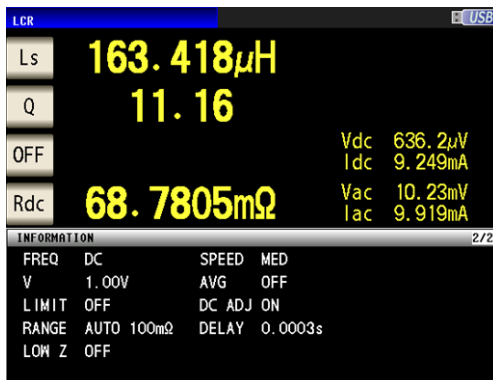 LCR USB
Ls 163.418μH
Q 11.16
OFF
Vdc 636.2μV
Idc 9.249mA
Rdc 68.7805mΩ
Vac 10.23mV
Iac 9.919mA
INFORMATION 2/2
FREQ DC SPEED MED
V 1.00V AVG OFF
LIMIT OFF DC ADJ ON
RANGE AUTO 100mΩ DELAY 0.0003s
LOW Z OFF